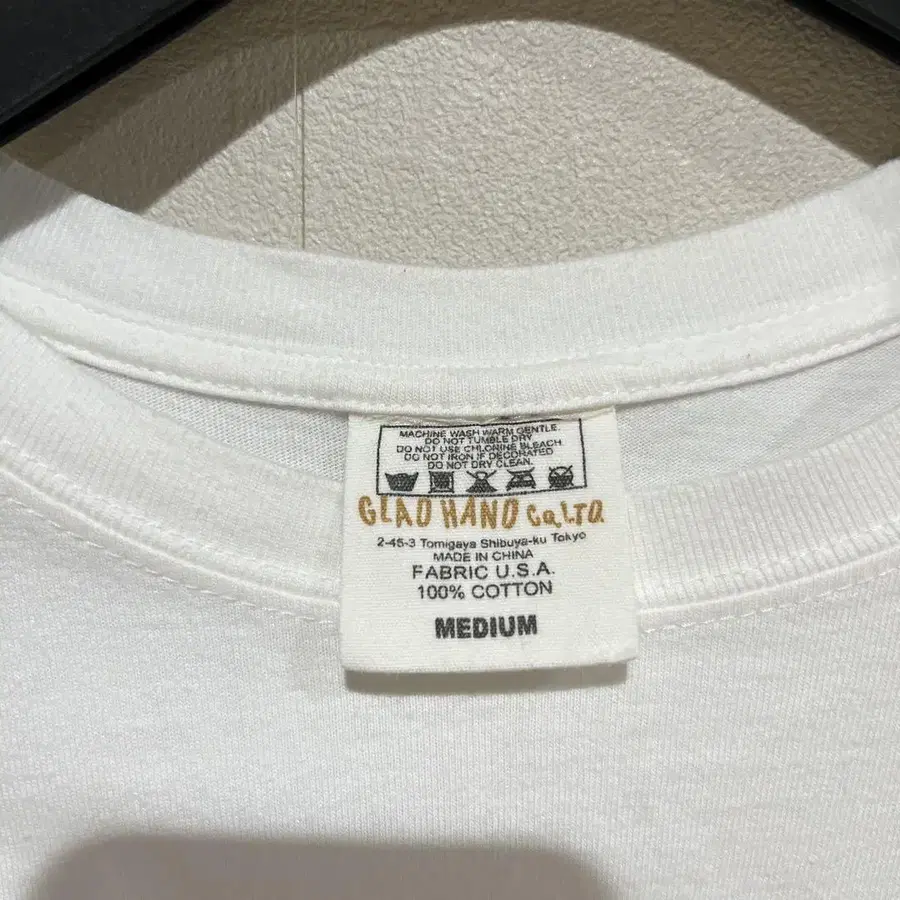 MACHINE WASH WARM GENTLE.
DO NOT TUMBLE DRY
DO NOT USE CHLORINE BLEACH
DO NOT IRON IF DECORATED
DO NOT DRY CLEAN.
GLAD HAND Co.,LTD.
2-45-3 Tomigaya Shibuya-ku Tokyo
MADE IN CHINA
FABRIC U.S.A.
100% COTTON
MEDIUM